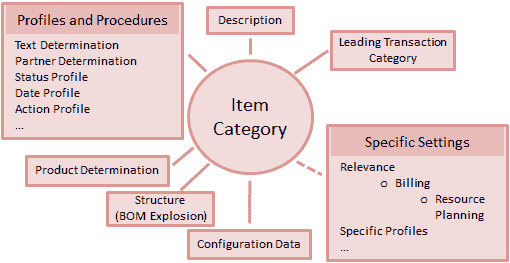 Profiles and Procedures
Text Determination
Partner Determination
Status Profile
Date Profile
Action Profile
...
Description
Leading Transaction
Category
Item
Category
Product Determination
Structure
(BOM Explosion)
Configuration Data
Specific Settings
Relevance
o Billing
o Resource
Planning
Specific Profiles
...